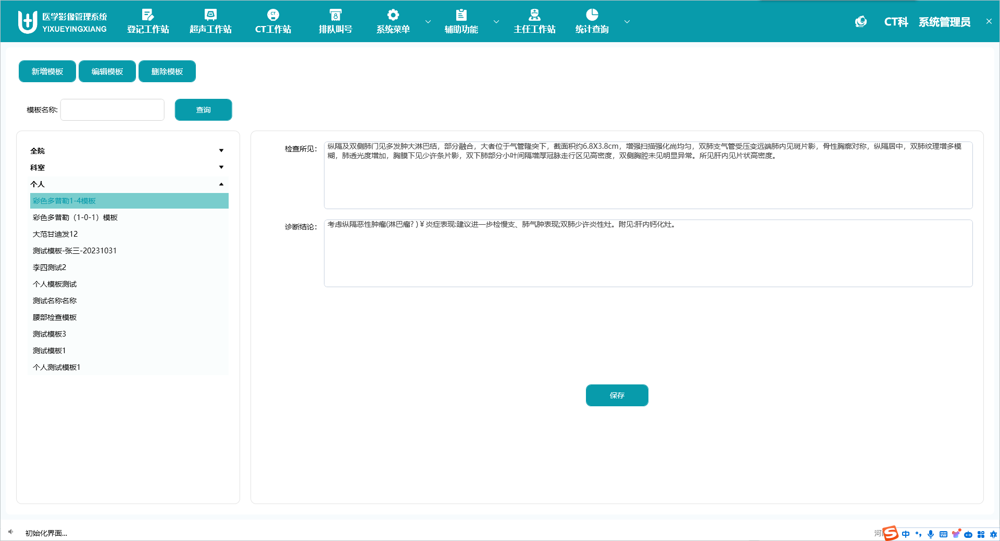 医学影像管理系统
YIXUEYINGXIANG
登记工作站
超声工作站
CT
CT工作站
排队叫号
系统菜单
辅助功能
主任工作站
统计查询
CT科 系统管理员
新增模板 编辑模板 删除模板
模板名称: 查询
全院
科室
个人
彩色多普勒1-4模板
彩色多普勒（1-0-1）模板
大范甘迪发12
测试模板-张三-20231031
李四测试2
个人模板测试
测试名称名称
腰部检查模板
测试模板3
测试模板1
个人测试模板1
检查所见：
纵隔及双侧肺门见多发肿大淋巴结，部分融合，大者位于气管隆突下，截面积约6.8X3.8cm，增强扫描强化尚均匀，双肺支气管受压变远端肺内见斑片影，骨性胸廓对称，纵隔居中，双肺纹理增多模
糊，肺透光度增加，胸膜下见少许条片影，双下肺部分小叶间隔增厚冠脉走行区见高密度，双侧胸腔未见明显异常。所见肝内见片状高密度。
诊断结论：
考虑纵隔恶性肿瘤(淋巴瘤? )￥炎症表现:建议进一步检慢支、肺气肿表现;双肺少许炎性灶。附见:肝内钙化灶。
保存
初始化界面...
河
中